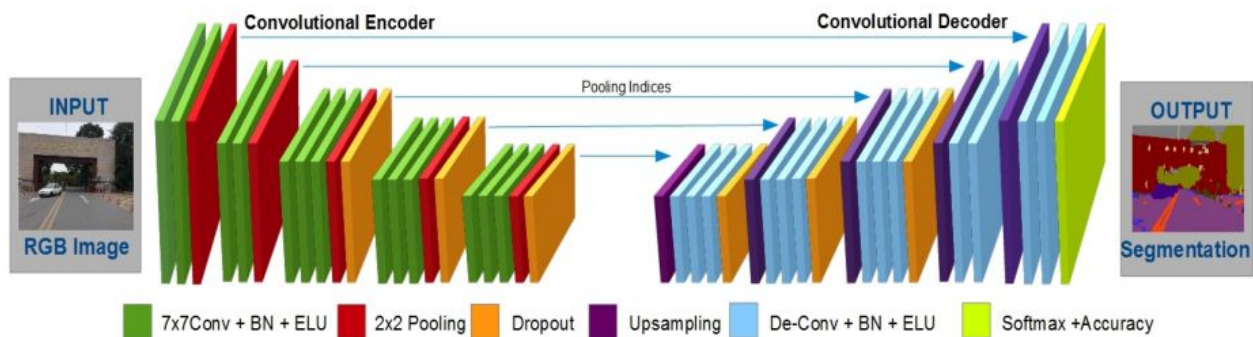 Convolutional Encoder
Convolutional Decoder
Pooling Indices
INPUT
RGB Image
OUTPUT
Segmentation
7x7Conv + BN + ELU
2x2 Pooling
Dropout
Upsampling
De-Conv + BN + ELU
Softmax +Accuracy